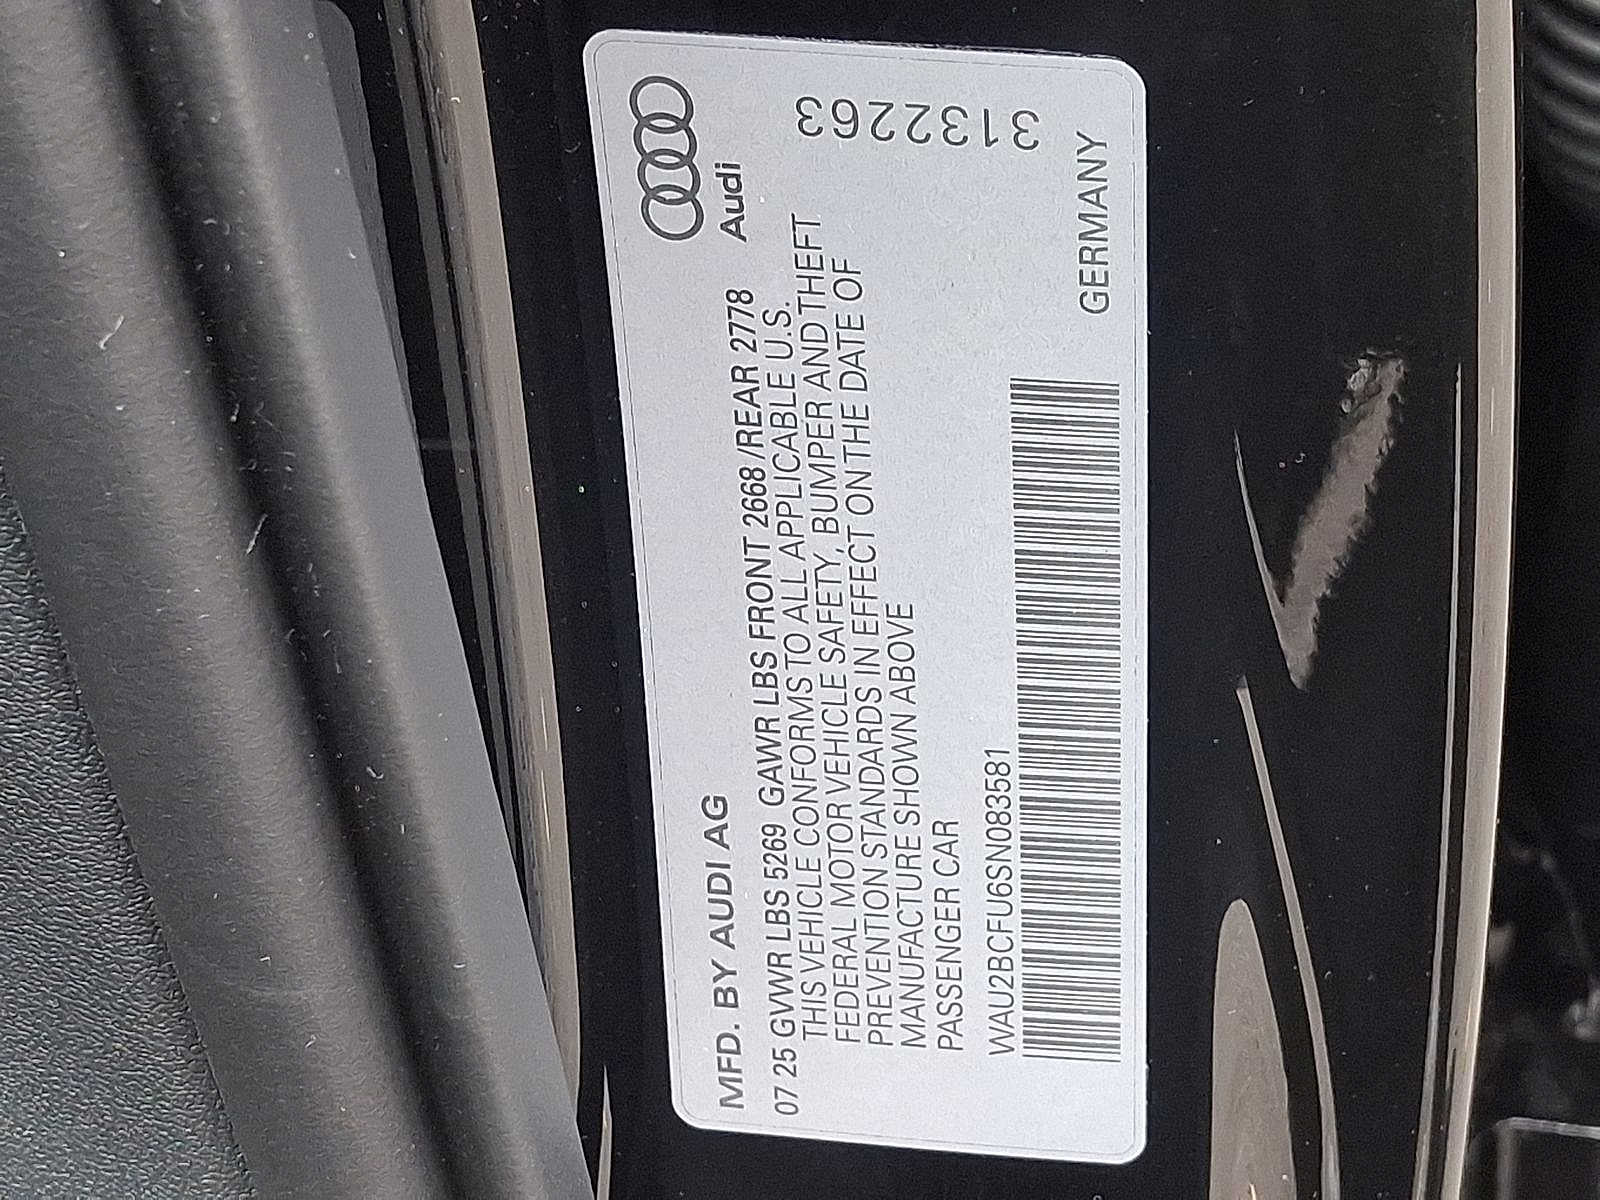 MFD. BY AUDI AG
Audi
07 25 GVWR LBS 5269 GAWR LBS FRONT 2668/REAR 2778
THIS VEHICLE CONFORMS TO ALL APPLICABLE U.S.
FEDERAL MOTOR VEHICLE SAFETY, BUMPER AND THEFT
PREVENTION STANDARDS IN EFFECT ON THE DATE OF
MANUFACTURE SHOWN ABOVE
PASSENGER CAR
3132263
WAU2BCFU6SN083581
GERMANY